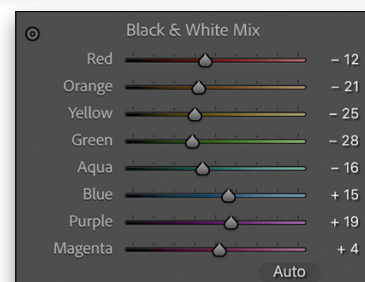 Black & White Mix
Red – 12
Orange – 21
Yellow – 25
Green – 28
Aqua – 16
Blue + 15
Purple + 19
Magenta + 4
Auto